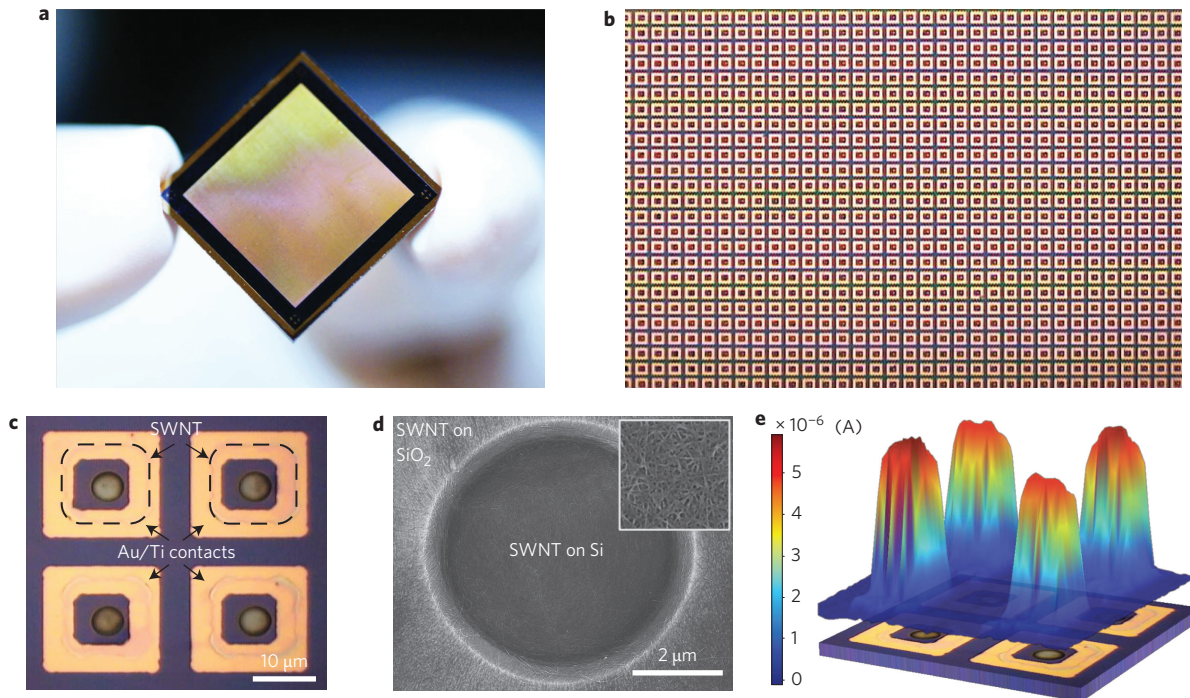 a
b
c
SWNT
Au/Ti contacts
10 μm
d
SWNT on
SiO₂
SWNT on Si
2 μm
e
× 10⁻⁶ (A)
5
4
3
2
1
0